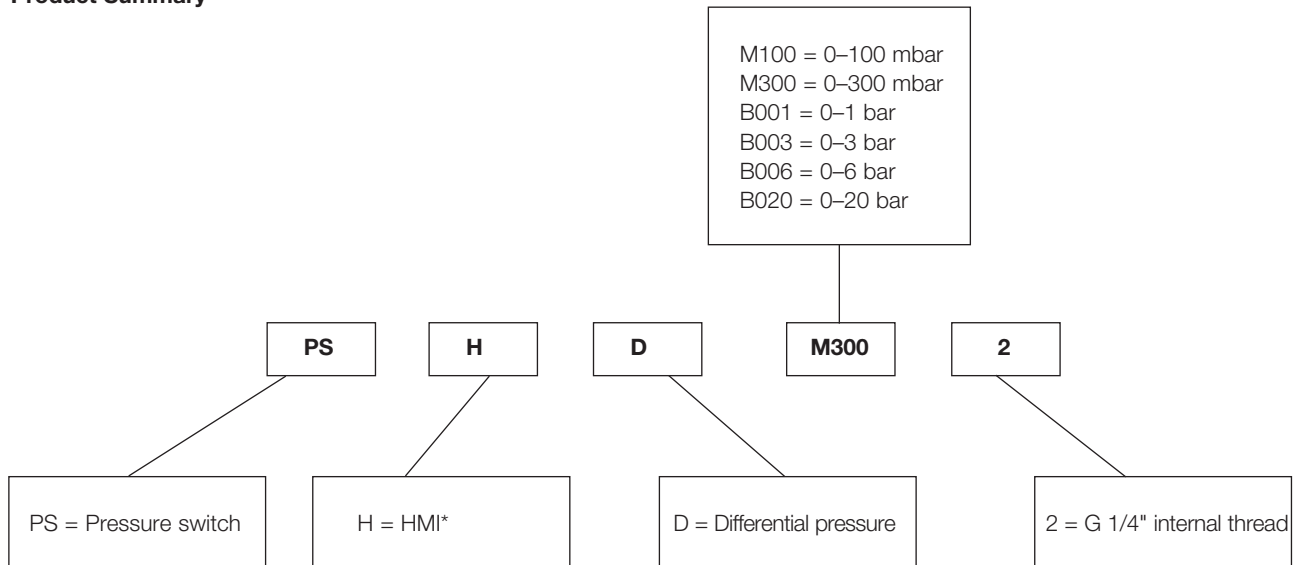 Product Summary
M100 = 0–100 mbar
M300 = 0–300 mbar
B001 = 0–1 bar
B003 = 0–3 bar
B006 = 0–6 bar
B020 = 0–20 bar
PS H D M300 2
PS = Pressure switch
H = HMI*
D = Differential pressure
2 = G 1/4" internal thread